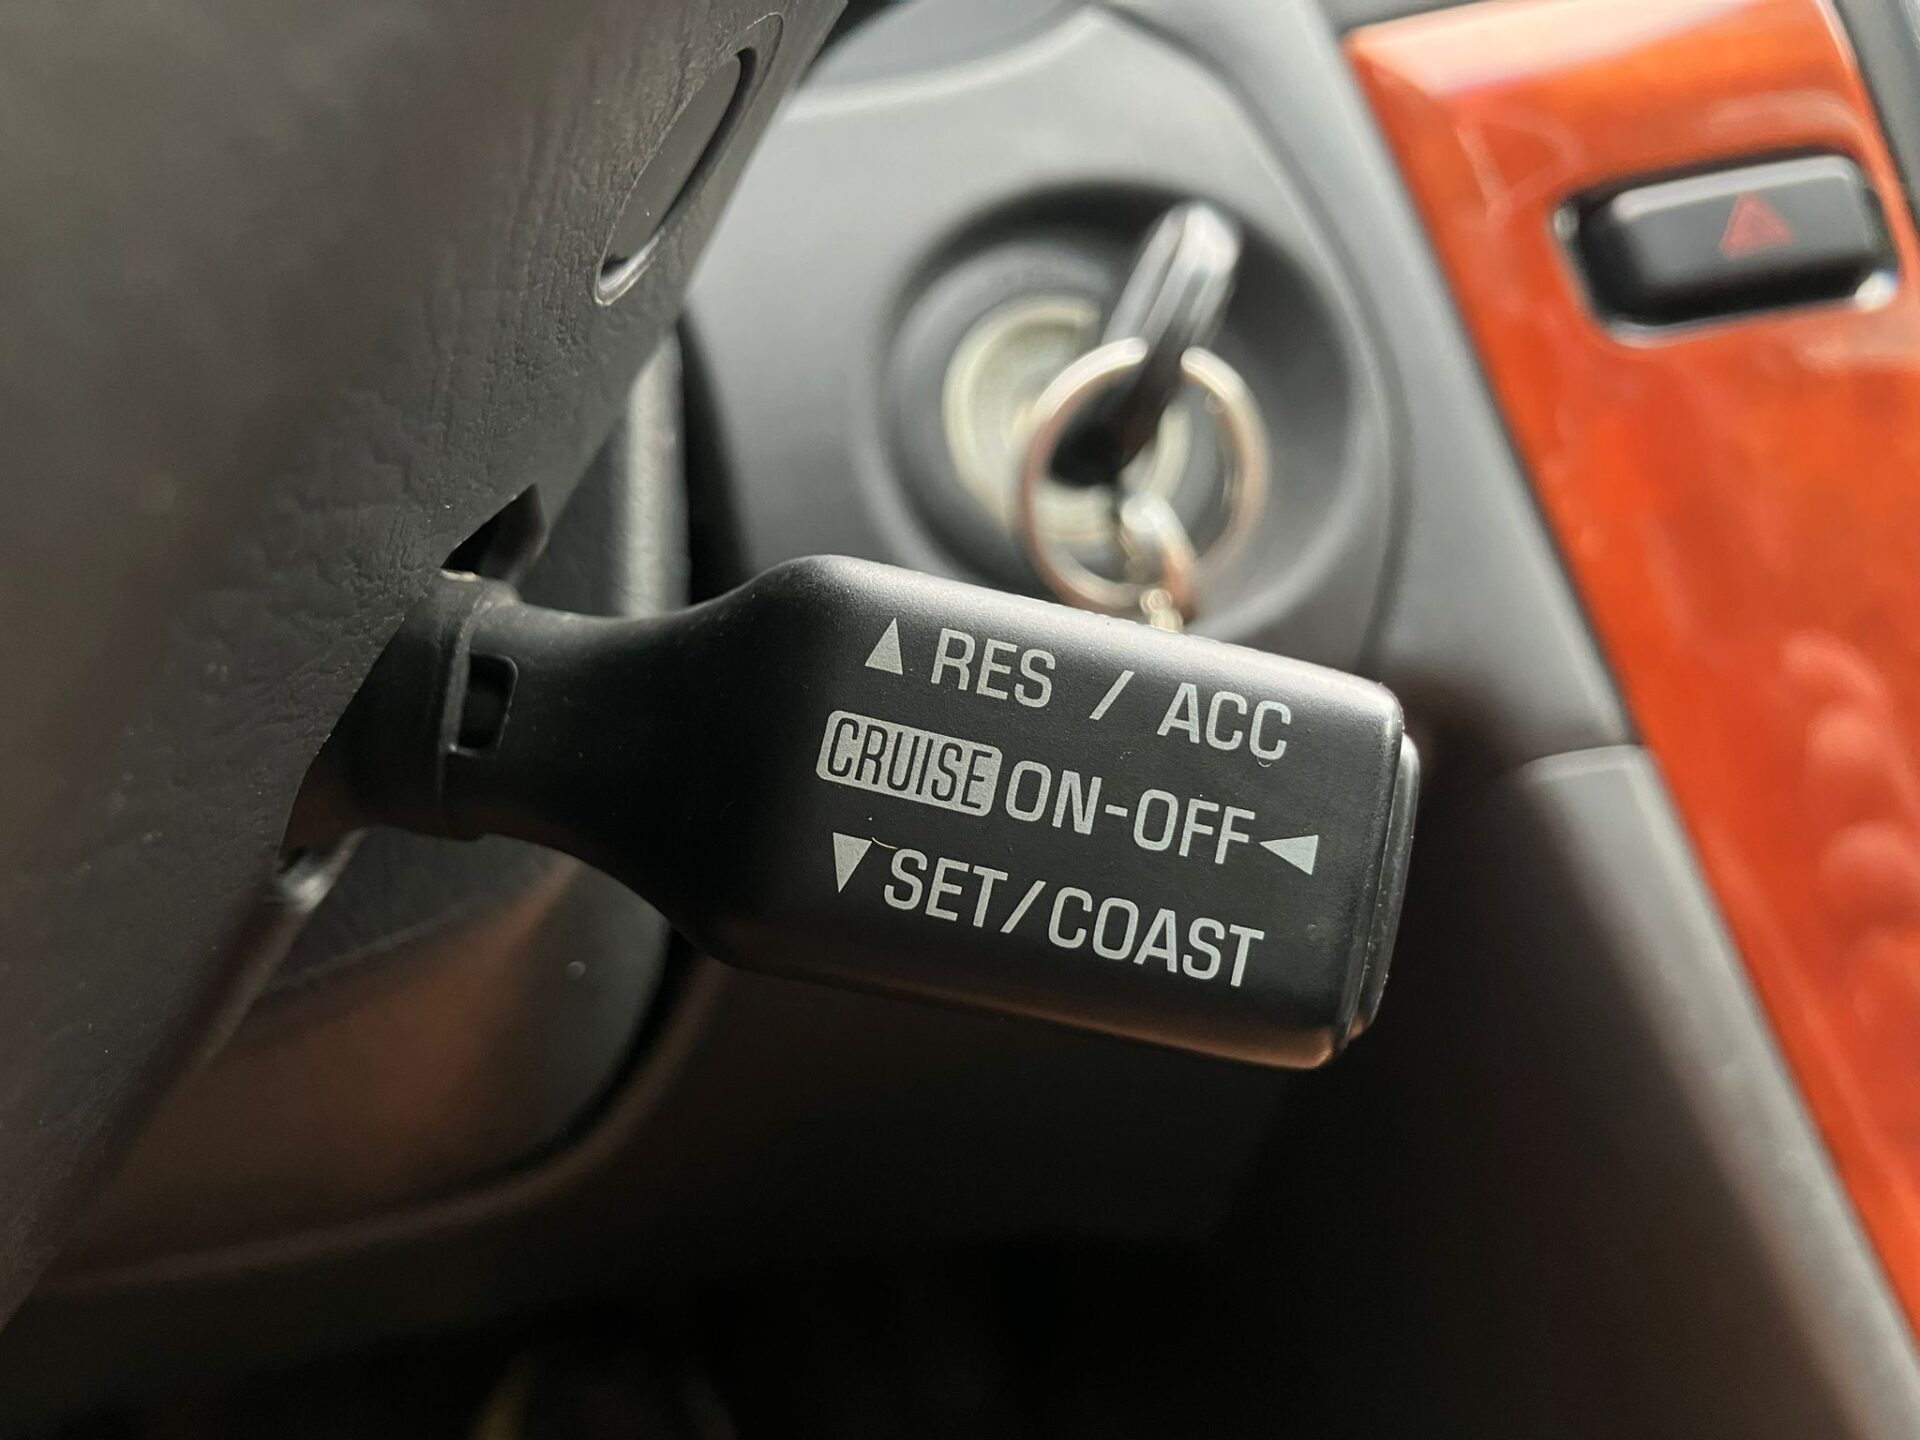 ▲ RES / ACC
CRUISE ON-OFF ◀
▼ SET/COAST